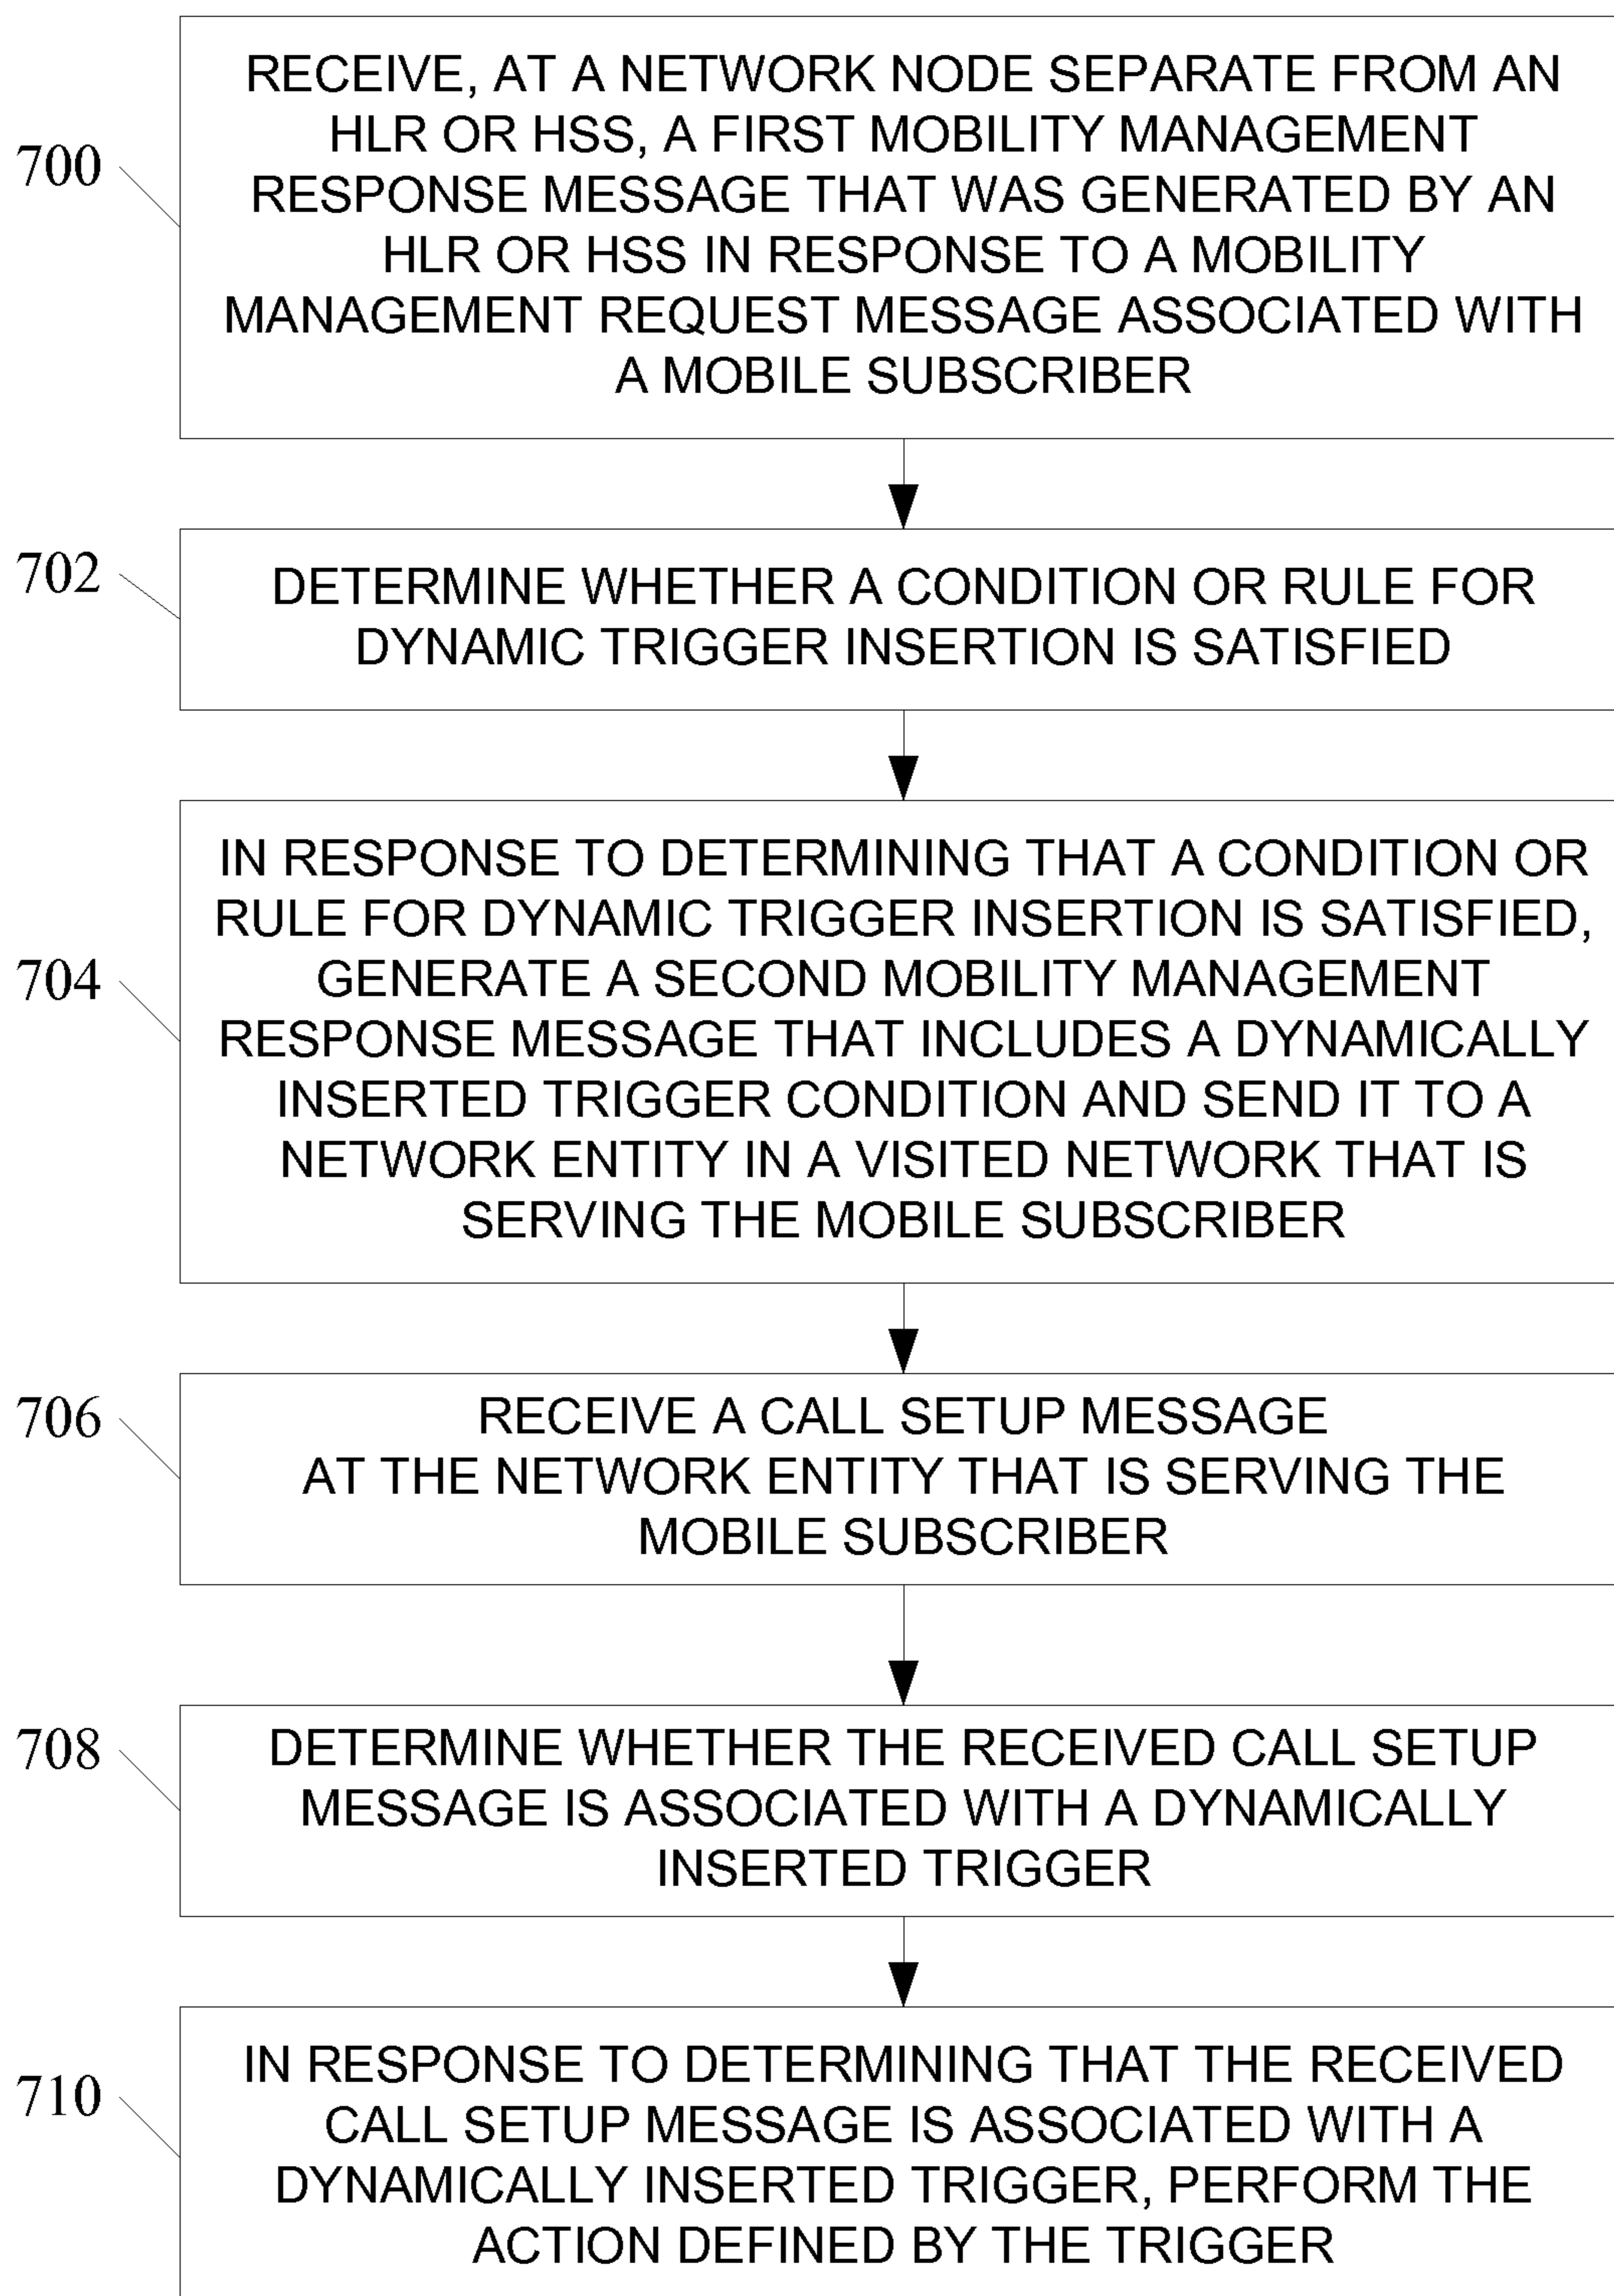 RECEIVE, AT A NETWORK NODE SEPARATE FROM AN
HLR OR HSS, A FIRST MOBILITY MANAGEMENT
700
RESPONSE MESSAGE THAT WAS GENERATED BY AN
HLR OR HSS IN RESPONSE TO A MOBILITY
MANAGEMENT REQUEST MESSAGE ASSOCIATED WITH
A MOBILE SUBSCRIBER
702
DETERMINE WHETHER A CONDITION OR RULE FOR
DYNAMIC TRIGGER INSERTION IS SATISFIED
IN RESPONSE TO DETERMINING THAT A CONDITION OR
RULE FOR DYNAMIC TRIGGER INSERTION IS SATISFIED,
704
GENERATE A SECOND MOBILITY MANAGEMENT
RESPONSE MESSAGE THAT INCLUDES A DYNAMICALLY
INSERTED TRIGGER CONDITION AND SEND IT TO A
NETWORK ENTITY IN A VISITED NETWORK THAT IS
SERVING THE MOBILE SUBSCRIBER
706
RECEIVE A CALL SETUP MESSAGE
AT THE NETWORK ENTITY THAT IS SERVING THE
MOBILE SUBSCRIBER
708
DETERMINE WHETHER THE RECEIVED CALL SETUP
MESSAGE IS ASSOCIATED WITH A DYNAMICALLY
INSERTED TRIGGER
710
IN RESPONSE TO DETERMINING THAT THE RECEIVED
CALL SETUP MESSAGE IS ASSOCIATED WITH A
DYNAMICALLY INSERTED TRIGGER, PERFORM THE
ACTION DEFINED BY THE TRIGGER